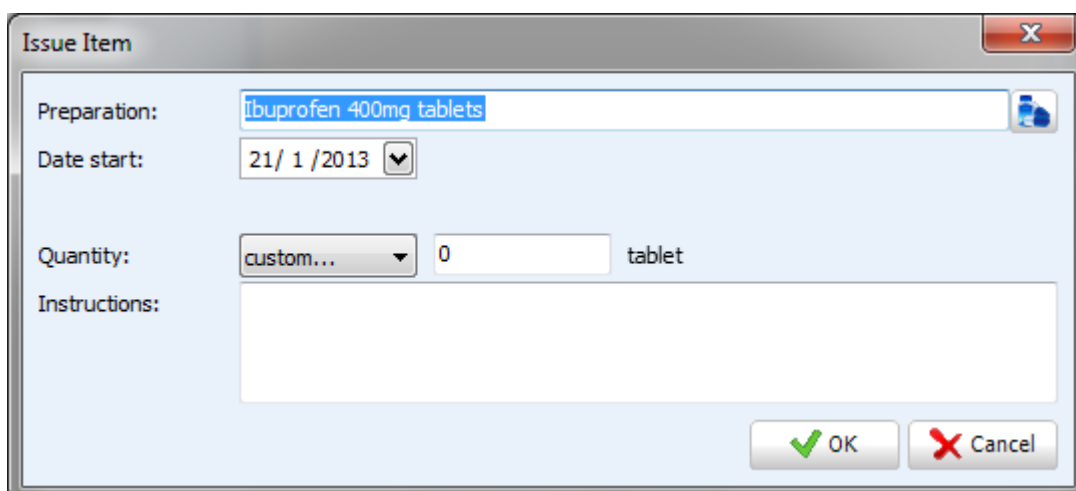 Issue Item
Preparation: Ibuprofen 400mg tablets
Date start: 21/ 1 /2013
Quantity: custom... 0 tablet
Instructions:
OK Cancel